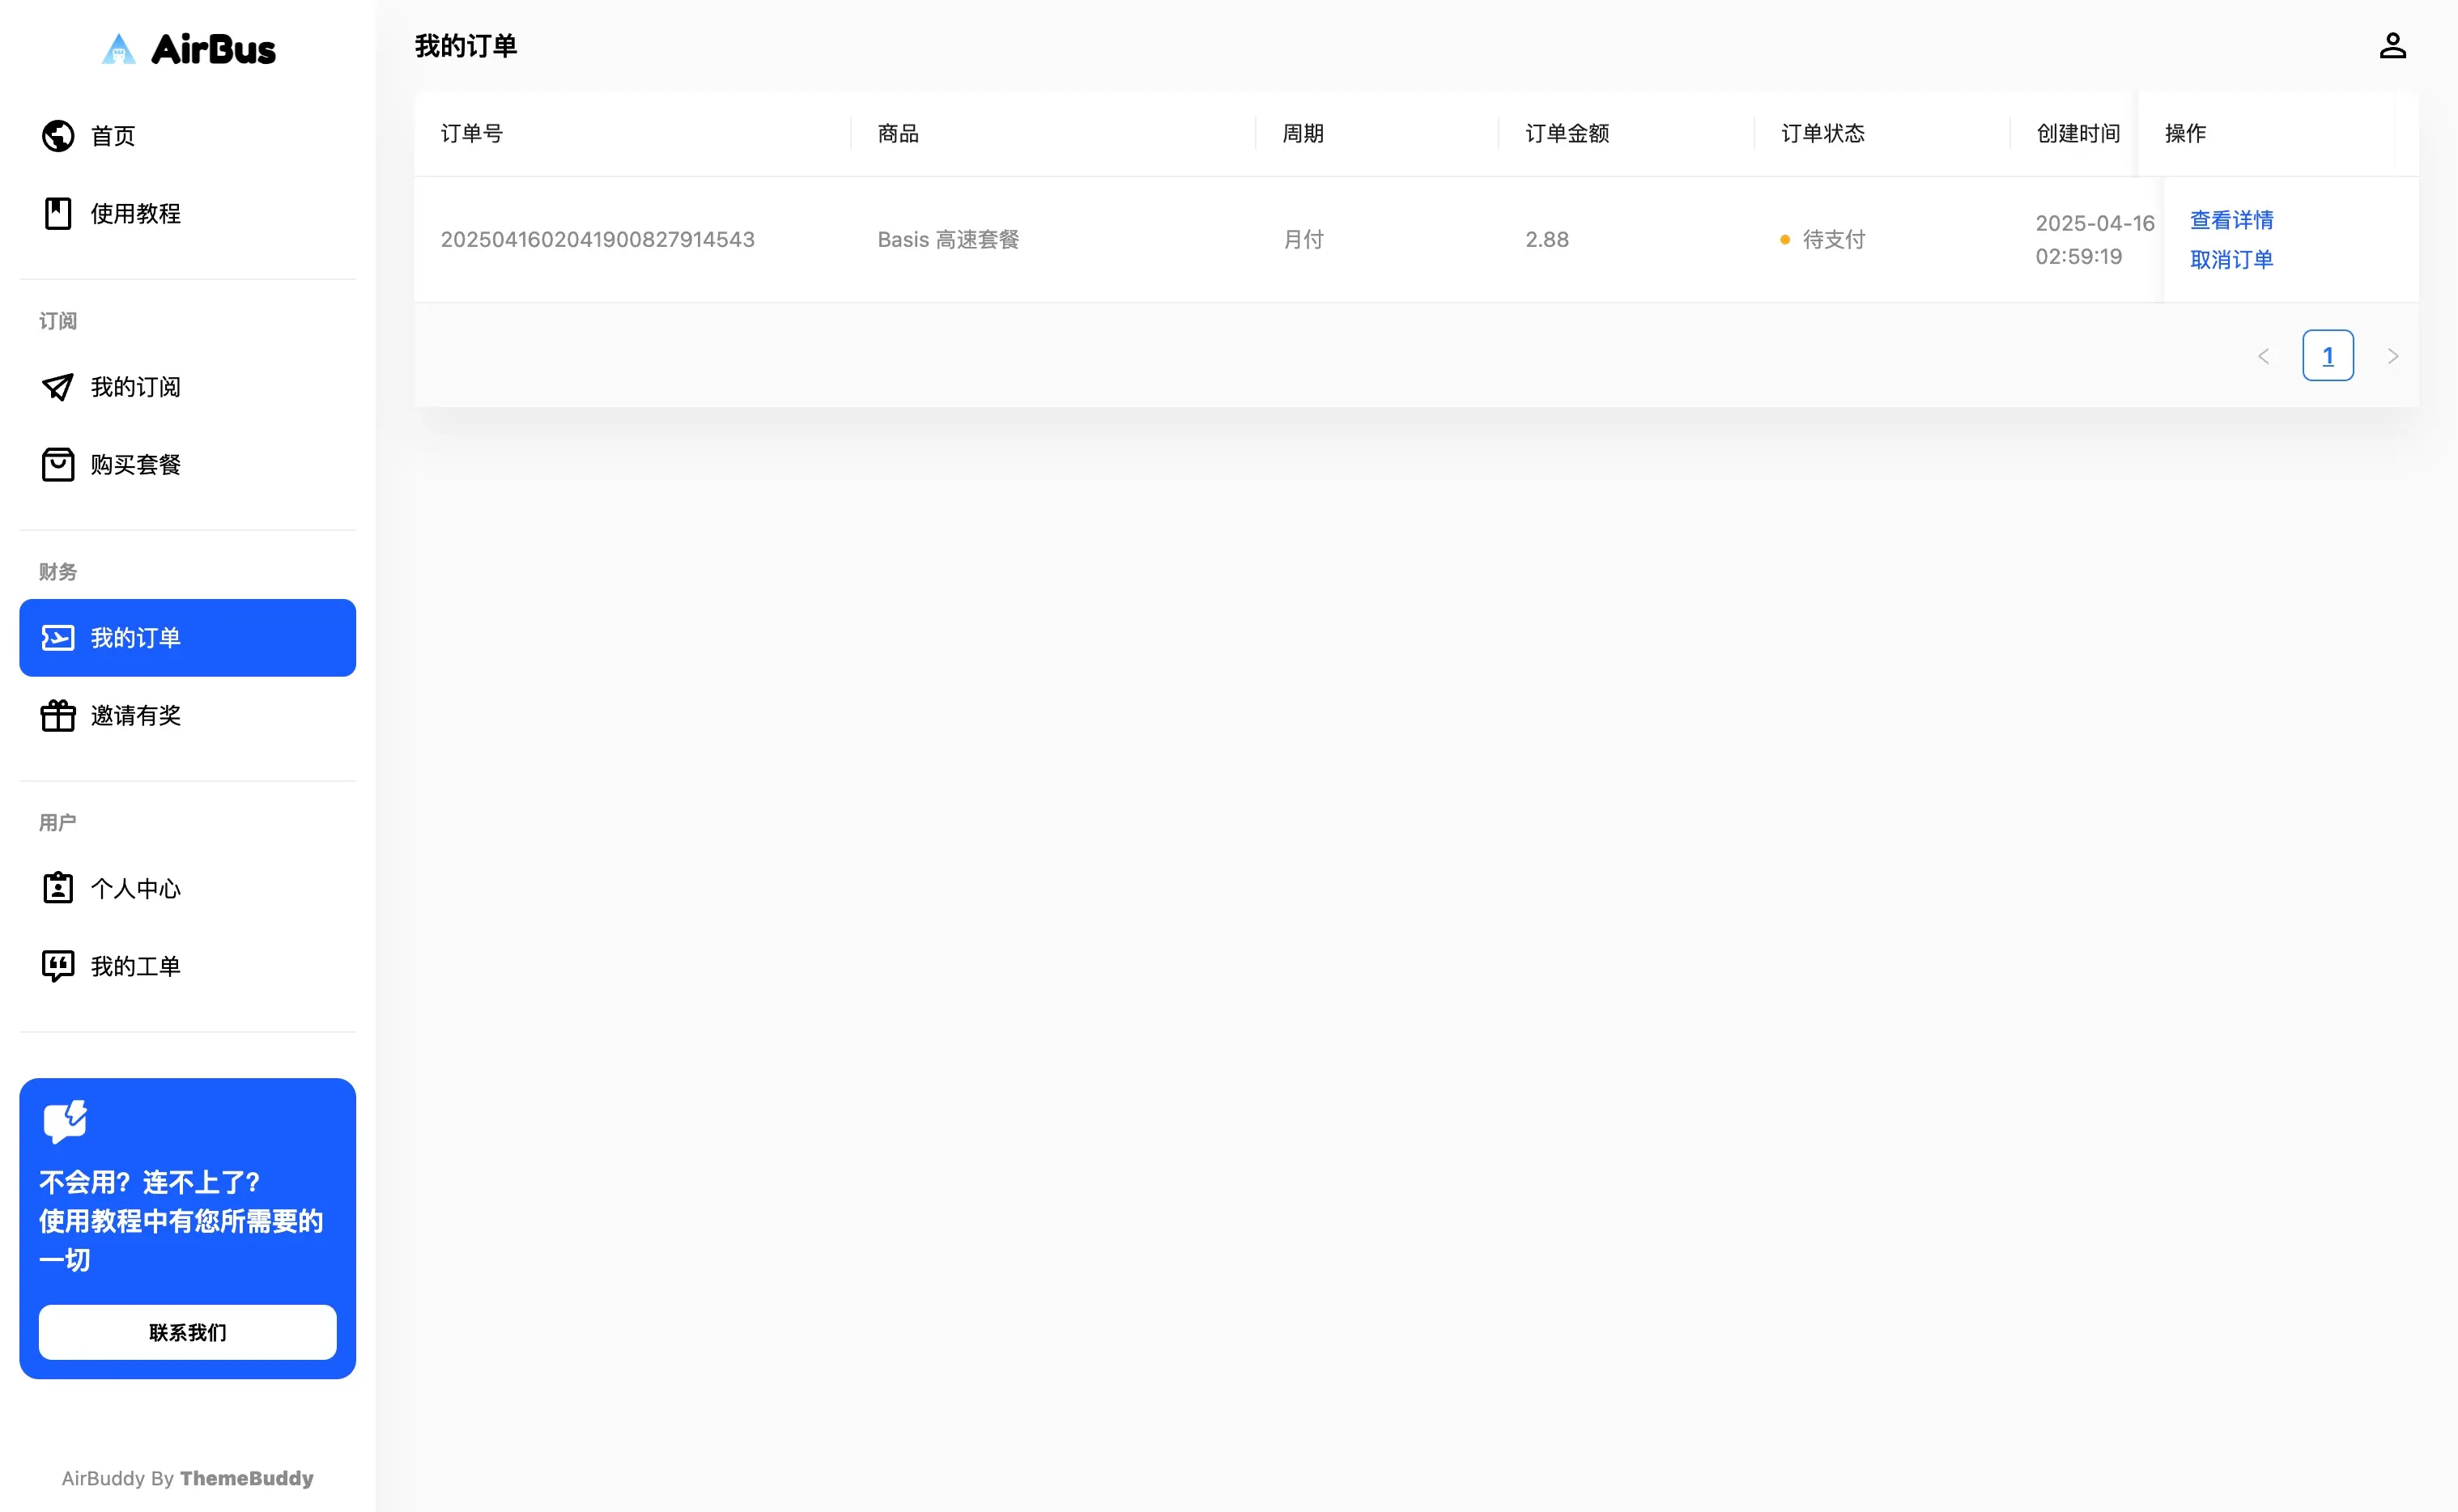 AirBus
首页
使用教程
订阅
我的订阅
购买套餐
财务
我的订单
邀请有奖
用户
个人中心
我的工单
不会用？连不上了？
使用教程中有您所需要的
一切
联系我们
AirBuddy By ThemeBuddy
我的订单
订单号 商品 周期 订单金额 订单状态 创建时间 操作
2025041602041900827914543 Basis 高速套餐 月付 2.88 待支付 2025-04-16 02:59:19 查看详情 取消订单
1